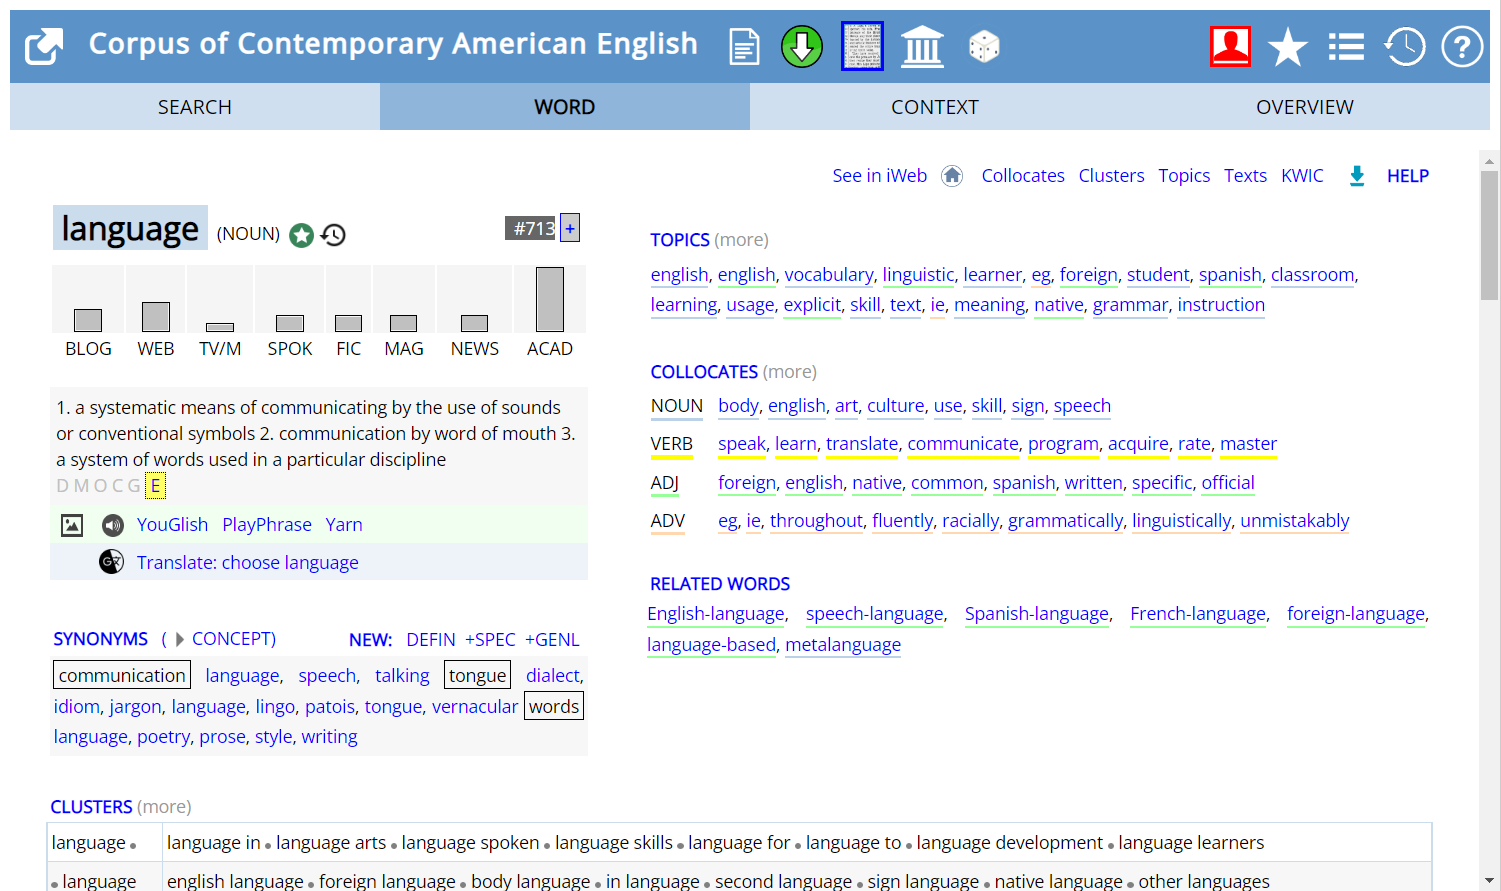 Corpus of Contemporary American English
SEARCH WORD CONTEXT OVERVIEW
See in iWeb Collocates Clusters Topics Texts KWIC HELP
language (NOUN) #713 +
BLOG WEB TV/M SPOK FIC MAG NEWS ACAD
1. a systematic means of communicating by the use of sounds
or conventional symbols 2. communication by word of mouth 3.
a system of words used in a particular discipline
D M O C G E
YouGlish PlayPhrase Yarn
Translate: choose language
SYNONYMS ( CONCEPT) NEW: DEFIN +SPEC +GENL
communication language, speech, talking tongue dialect,
idiom, jargon, language, lingo, patois, tongue, vernacular words
language, poetry, prose, style, writing
TOPICS (more)
english, english, vocabulary, linguistic, learner, eg, foreign, student, spanish, classroom,
learning, usage, explicit, skill, text, ie, meaning, native, grammar, instruction
COLLOCATES (more)
NOUN body, english, art, culture, use, skill, sign, speech
VERB speak, learn, translate, communicate, program, acquire, rate, master
ADJ foreign, english, native, common, spanish, written, specific, official
ADV eg, ie, throughout, fluently, racially, grammatically, linguistically, unmistakably
RELATED WORDS
English-language, speech-language, Spanish-language, French-language, foreign-language,
language-based, metalanguage
CLUSTERS (more)
language • language in • language arts • language spoken • language skills • language for • language to • language development • language learners
• language english language • foreign language • body language • in language • second language • sign language • native language • other languages